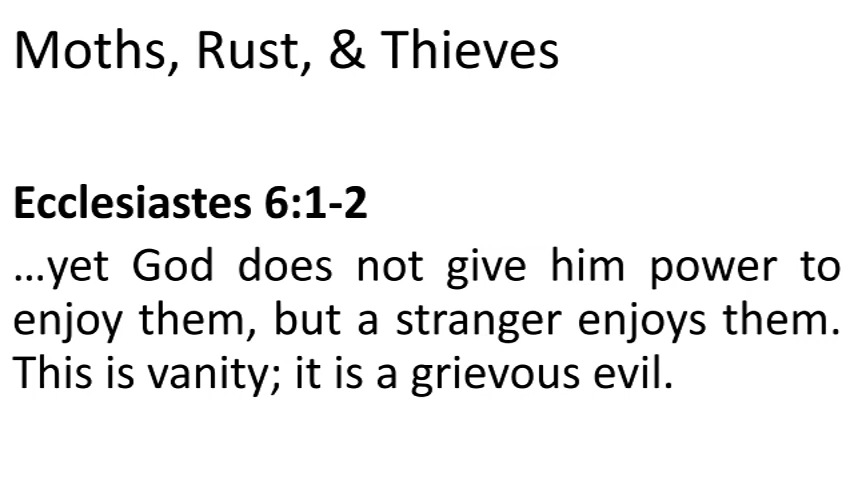 Moths, Rust, & Thieves
Ecclesiastes 6:1-2
…yet God does not give him power to
enjoy them, but a stranger enjoys them.
This is vanity; it is a grievous evil.